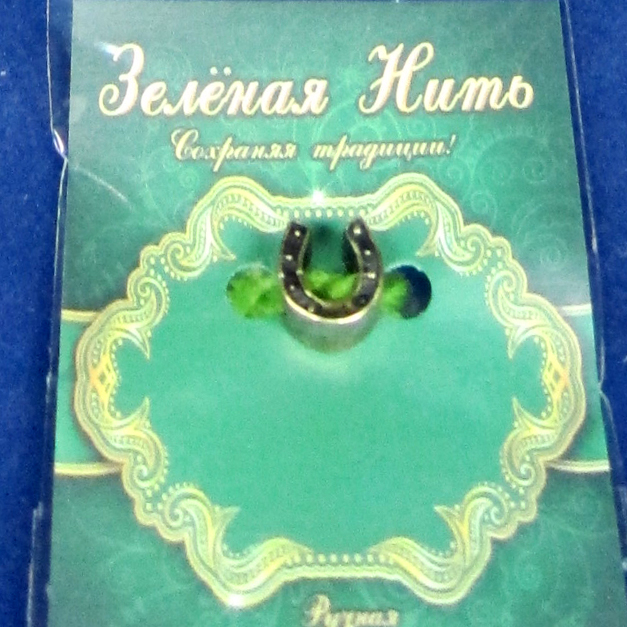 Зелёная Нить
Сохраняя традиции!
Ручная